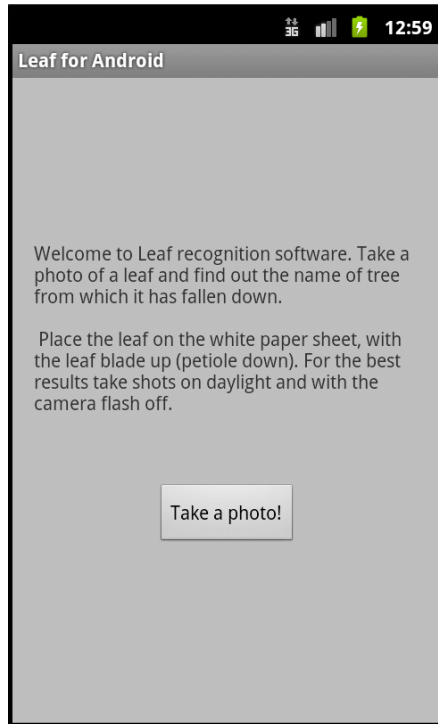 3G 12:59
Leaf for Android
Welcome to Leaf recognition software. Take a
photo of a leaf and find out the name of tree
from which it has fallen down.
Place the leaf on the white paper sheet, with
the leaf blade up (petiole down). For the best
results take shots on daylight and with the
camera flash off.
Take a photo!